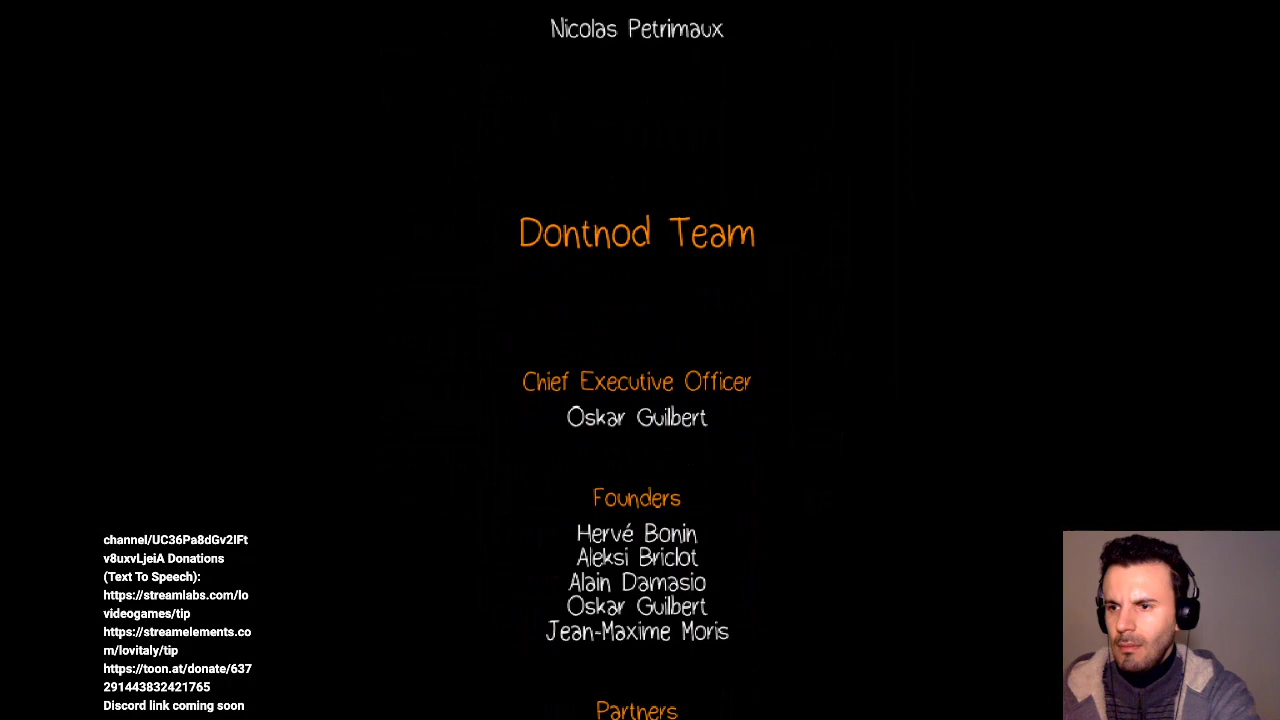 Nicolas Petrimaux
Dontnod Team
Chief Executive Officer
Oskar Guilbert
Founders
Hervé Bonin
Aleksi Briclot
Alain Damasio
Oskar Guilbert
Jean-Maxime Moris
Partners
channel/UC36Pa8dGv2lFt
v8uxvLjeiA Donations
(Text To Speech):
https://streamlabs.com/lo
videogames/tip
https://streamelements.co
m/lovitaly/tip
https://toon.at/donate/637
291443832421765
Discord link coming soon